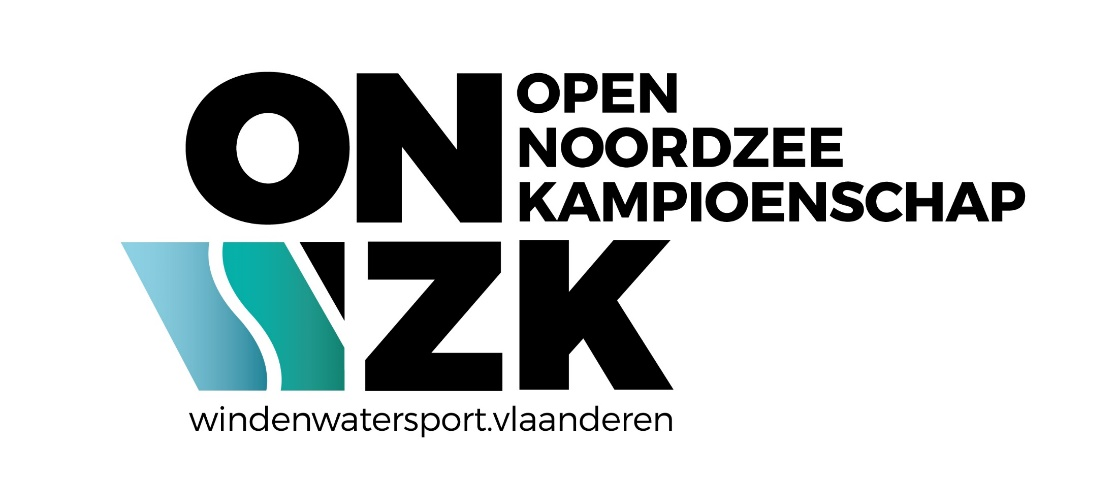 ON
ZK
OPEN
NOORDZEE
KAMPIOENSCHAP
windenwatersport.vlaanderen